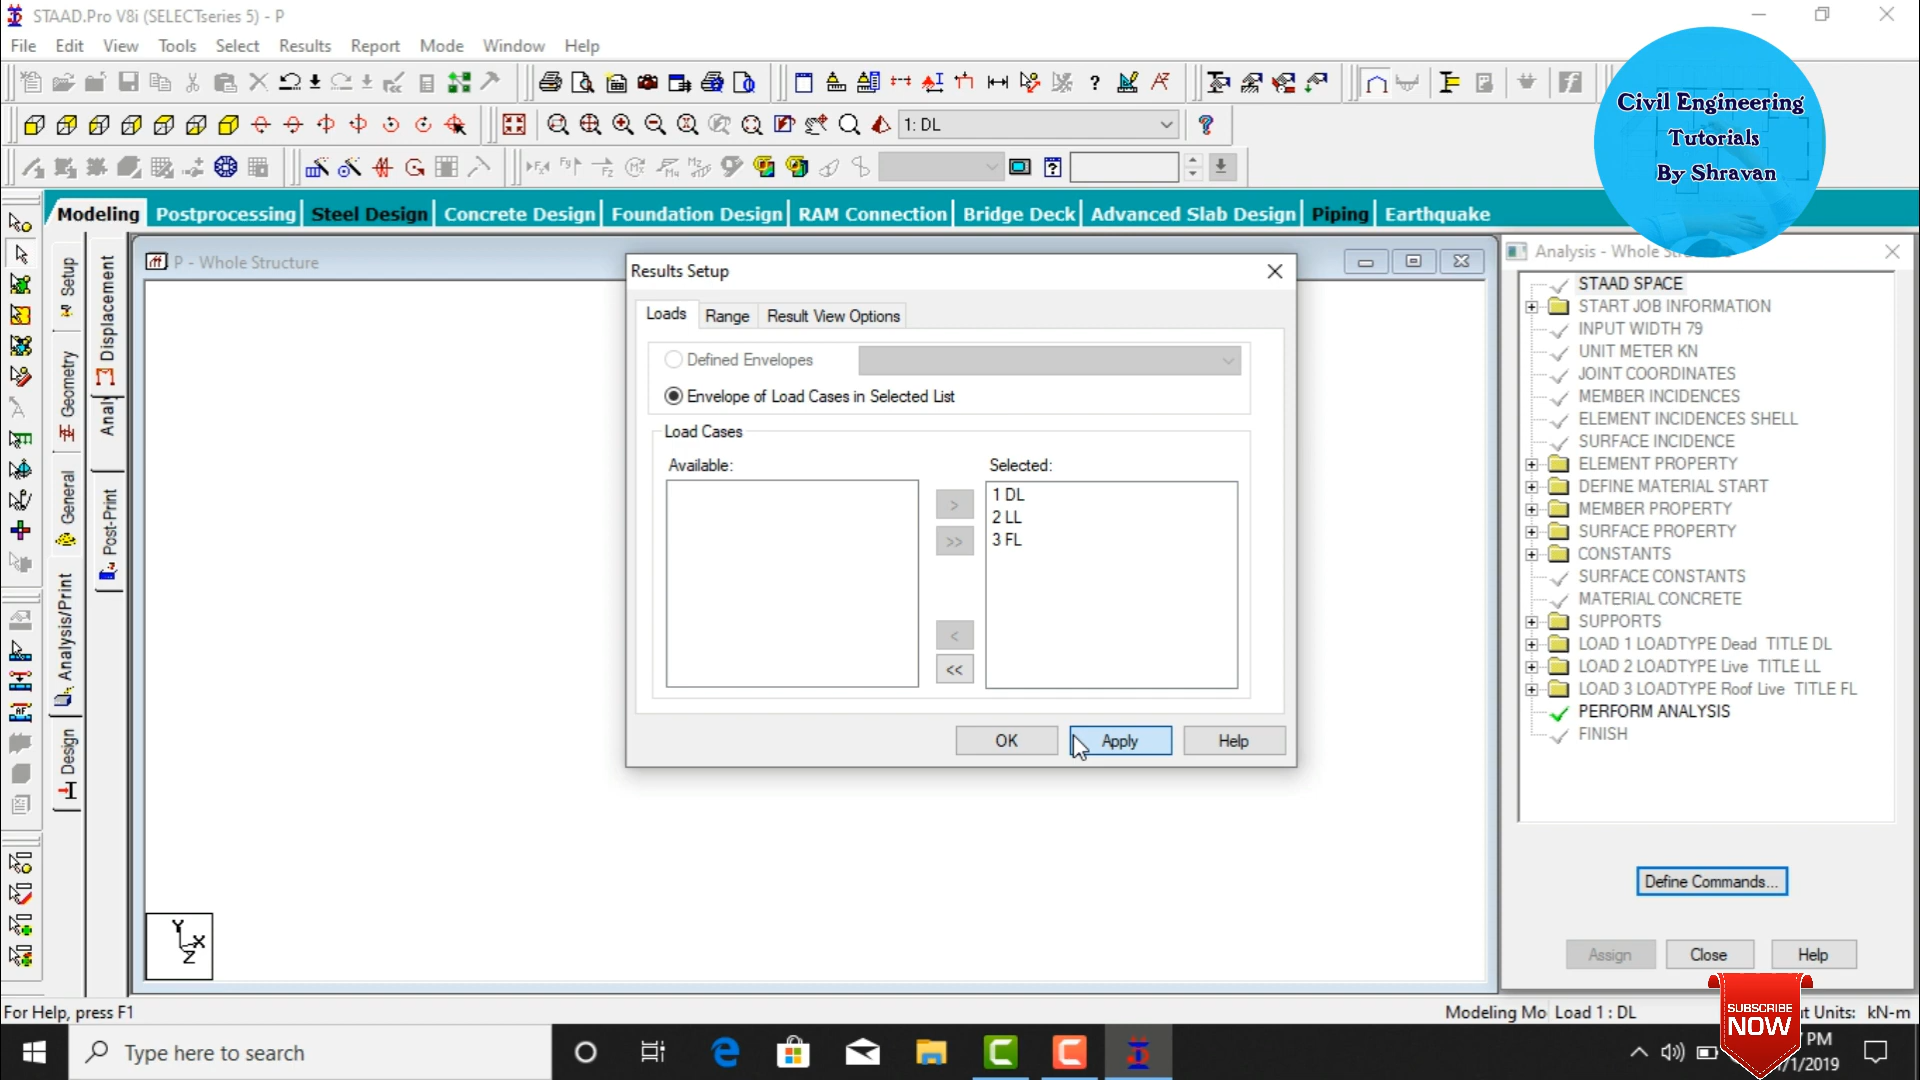 STAAD.Pro V8i (SELECTseries 5) - P
File Edit View Tools Select Results Report Mode Window Help
1: DL
Civil Engineering
Tutorials
By Shravan
Modeling Postprocessing Steel Design Concrete Design Foundation Design RAM Connection Bridge Deck Advanced Slab Design Piping Earthquake
P - Whole Structure
Setup
Geometry
General
Analysis/Print
Design
Displacement
Post-Print
Results Setup
Loads Range Result View Options
Defined Envelopes
Envelope of Load Cases in Selected List
Load Cases
Available: Selected:
1 DL
2 LL
3 FL
>
>>
<
<<
OK Apply Help
Analysis - Whole
STAAD SPACE
START JOB INFORMATION
INPUT WIDTH 79
UNIT METER KN
JOINT COORDINATES
MEMBER INCIDENCES
ELEMENT INCIDENCES SHELL
SURFACE INCIDENCE
ELEMENT PROPERTY
DEFINE MATERIAL START
MEMBER PROPERTY
SURFACE PROPERTY
CONSTANTS
SURFACE CONSTANTS
MATERIAL CONCRETE
SUPPORTS
LOAD 1 LOADTYPE Dead TITLE DL
LOAD 2 LOADTYPE Live TITLE LL
LOAD 3 LOADTYPE Roof Live TITLE FL
PERFORM ANALYSIS
FINISH
Define Commands...
Assign Close Help
Y
X
Z
For Help, press F1
Modeling Mo Load 1 : DL Units: kN-m
SUBSCRIBE
NOW
Type here to search
PM
/1/2019